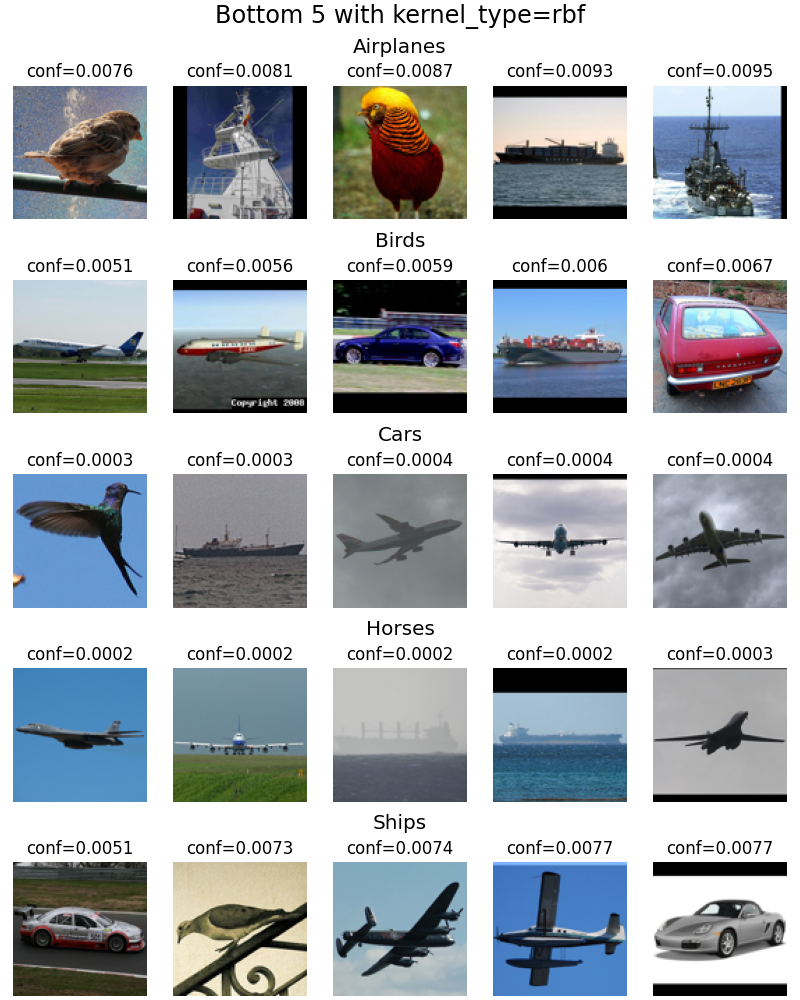 Bottom 5 with kernel_type=rbf
Airplanes
conf=0.0076 conf=0.0081 conf=0.0087 conf=0.0093 conf=0.0095
Birds
conf=0.0051 conf=0.0056 conf=0.0059 conf=0.006 conf=0.0067
Copyright 2008
Cars
conf=0.0003 conf=0.0003 conf=0.0004 conf=0.0004 conf=0.0004
Horses
conf=0.0002 conf=0.0002 conf=0.0002 conf=0.0002 conf=0.0003
Ships
conf=0.0051 conf=0.0073 conf=0.0074 conf=0.0077 conf=0.0077